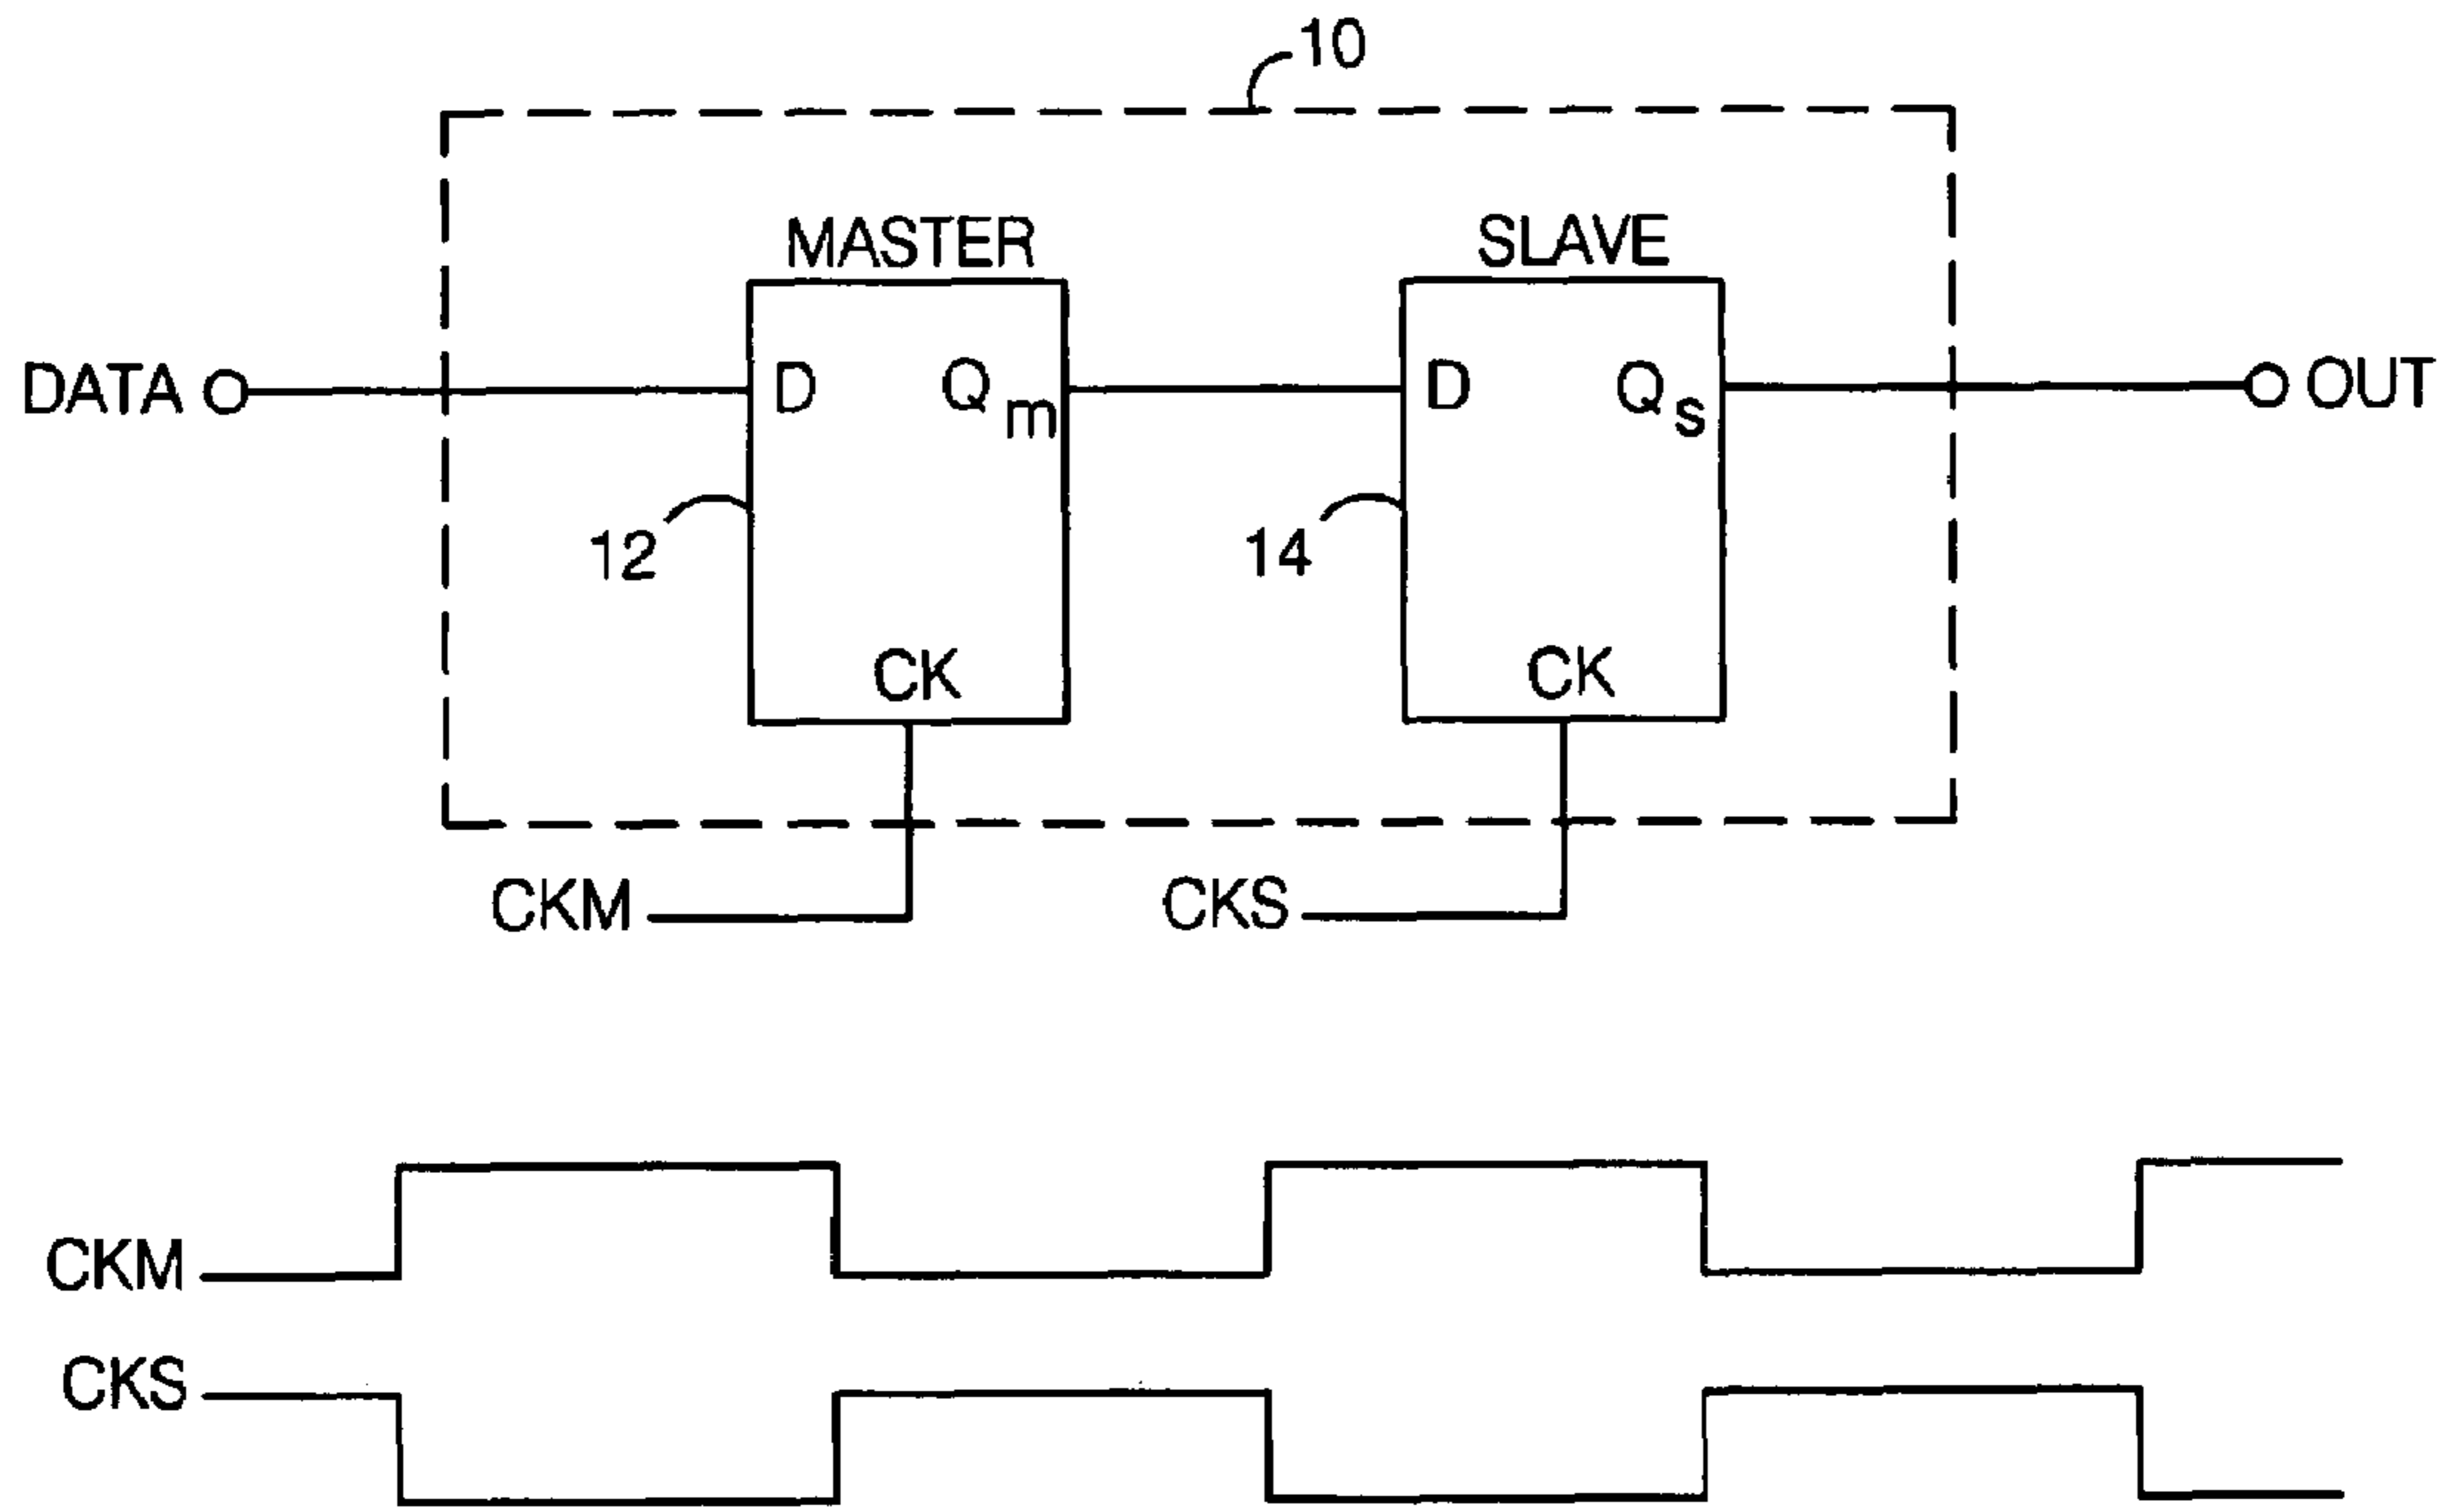 10
MASTER SLAVE
DATA D Qm D Qs OUT
12 14
CK CK
CKM CKS
CKM
CKS